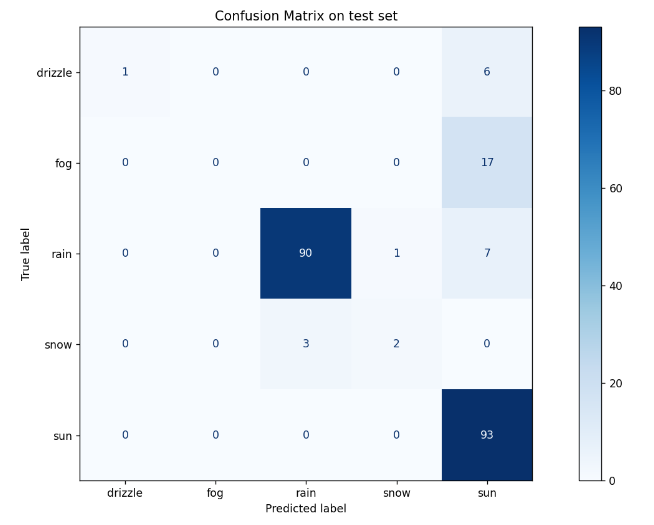 Confusion Matrix on test set
drizzle 1 0 0 0 6
fog 0 0 0 0 17
rain 0 0 90 1 7
snow 0 0 3 2 0
sun 0 0 0 0 93
drizzle fog rain snow sun
Predicted label
True label
80
60
40
20
0